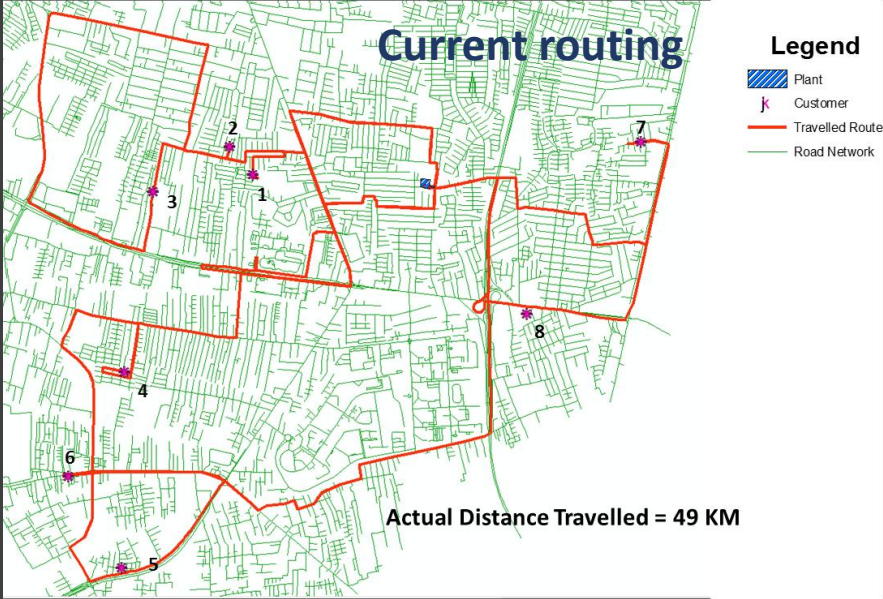 Current routing
Legend
Plant
Customer
Travelled Route
Road Network
2
1
3
7
8
4
6
5
Actual Distance Travelled = 49 KM